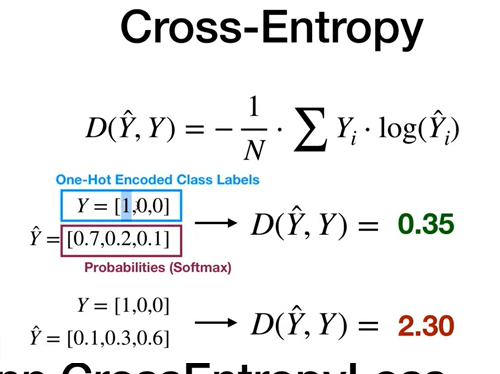 Cross-Entropy
D(Ŷ, Y) = − 1/N · ∑ Yᵢ · log(Ŷᵢ)
One-Hot Encoded Class Labels
Y = [1,0,0]
Ŷ = [0.7,0.2,0.1]
D(Ŷ, Y) = 0.35
Probabilities (Softmax)
Y = [1,0,0]
Ŷ = [0.1,0.3,0.6]
D(Ŷ, Y) = 2.30
CrossEntropyLoss